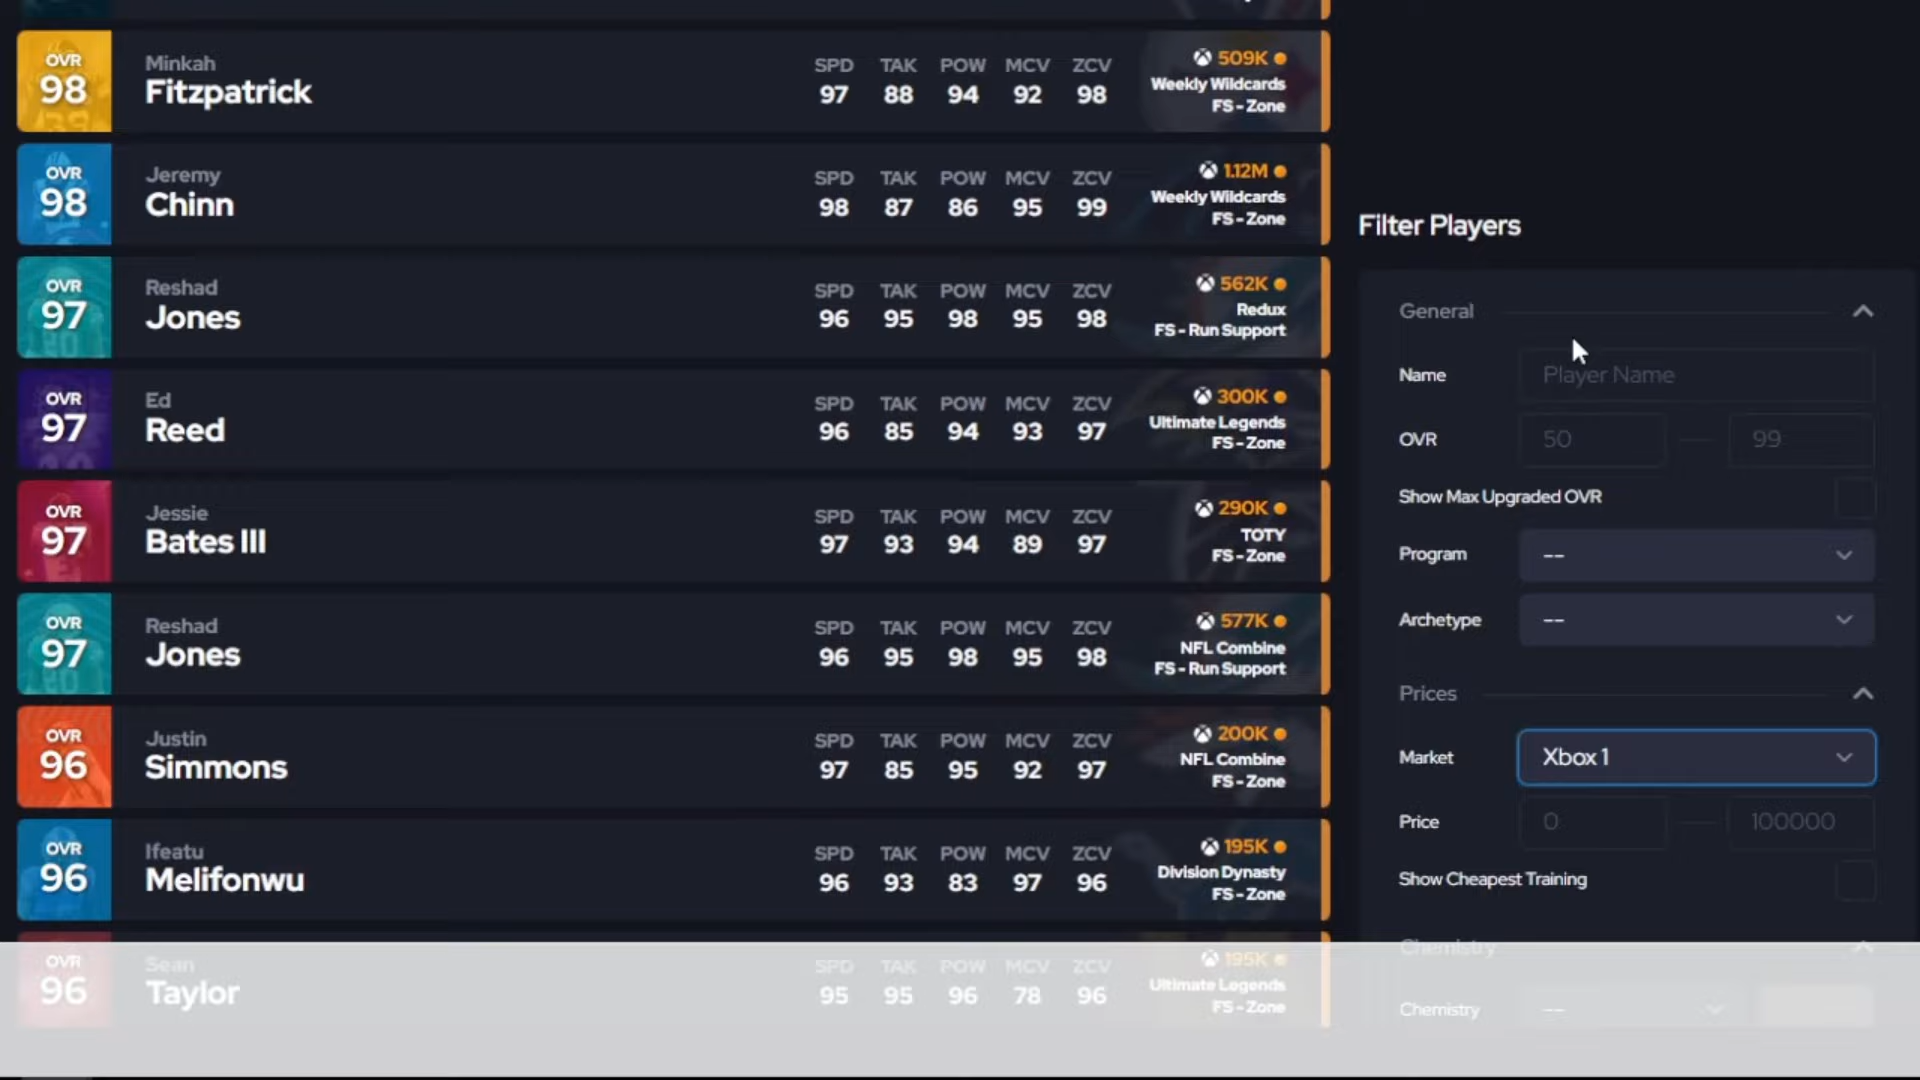 OVR
98
Minkah
Fitzpatrick
SPD TAK POW MCV ZCV
97 88 94 92 98
509K
Weekly Wildcards
FS - Zone
OVR
98
Jeremy
Chinn
SPD TAK POW MCV ZCV
98 87 86 95 99
1.12M
Weekly Wildcards
FS - Zone
OVR
97
Reshad
Jones
SPD TAK POW MCV ZCV
96 95 98 95 98
562K
Redux
FS - Run Support
OVR
97
Ed
Reed
SPD TAK POW MCV ZCV
96 85 94 93 97
300K
Ultimate Legends
FS - Zone
OVR
97
Jessie
Bates III
SPD TAK POW MCV ZCV
97 93 94 89 97
290K
TOTY
FS - Zone
OVR
97
Reshad
Jones
SPD TAK POW MCV ZCV
96 95 98 95 98
577K
NFL Combine
FS - Run Support
OVR
96
Justin
Simmons
SPD TAK POW MCV ZCV
97 85 95 92 97
200K
NFL Combine
FS - Zone
OVR
96
Ifeatu
Melifonwu
SPD TAK POW MCV ZCV
96 93 83 97 96
195K
Division Dynasty
FS - Zone
OVR
96
Sean
Taylor
SPD TAK POW MCV ZCV
95 95 96 78 96
195K
Ultimate Legends
FS - Zone
Filter Players
General
Name Player Name
OVR 50 — 99
Show Max Upgraded OVR
Program --
Archetype --
Prices
Market Xbox 1
Price 0 — 100000
Show Cheapest Training
Chemistry
Chemistry --